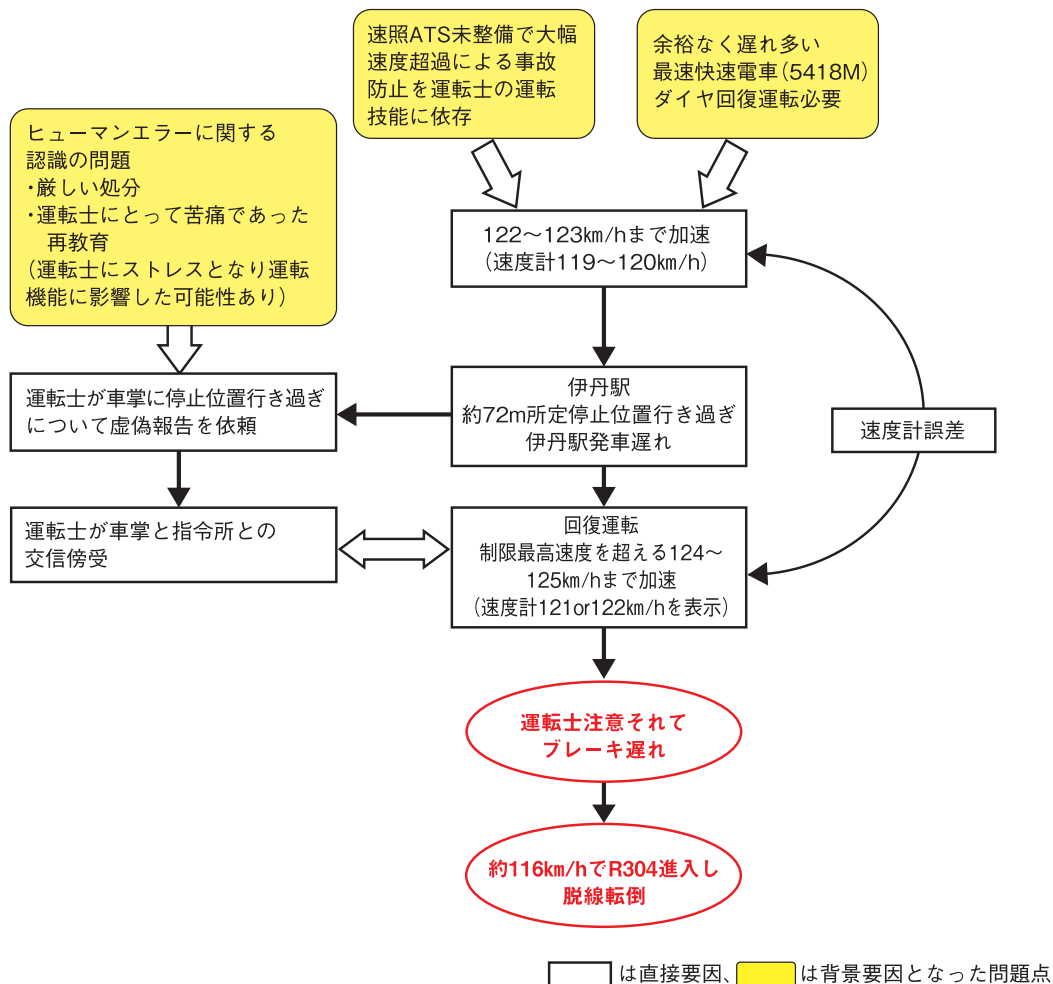 速照ATS未整備で大幅
速度超過による事故
防止を運転士の運転
技能に依存
余裕なく遅れ多い
最速快速電車（5418M）
ダイヤ回復運転必要
ヒューマンエラーに関する
認識の問題
・厳しい処分
・運転士にとって苦痛であった
再教育
（運転士にストレスとなり運転
機能に影響した可能性あり）
122～123㎞/hまで加速
（速度計119～120㎞/h）
運転士が車掌に停止位置行き過ぎ
について虚偽報告を依頼
伊丹駅
約72m所定停止位置行き過ぎ
伊丹駅発車遅れ
速度計誤差
運転士が車掌と指令所との
交信傍受
回復運転
制限最高速度を超える124～
125㎞/hまで加速
（速度計121or122㎞/hを表示）
運転士注意それて
ブレーキ遅れ
約116㎞/hでR304進入し
脱線転倒
は直接要因、は背景要因となった問題点